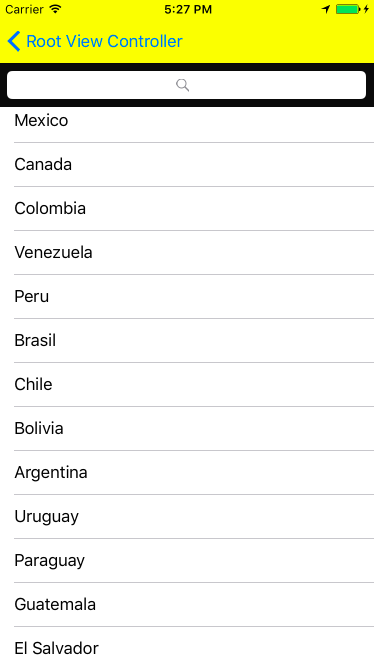 Carrier 5:27 PM
Root View Controller
Mexico
Canada
Colombia
Venezuela
Peru
Brasil
Chile
Bolivia
Argentina
Uruguay
Paraguay
Guatemala
El Salvador